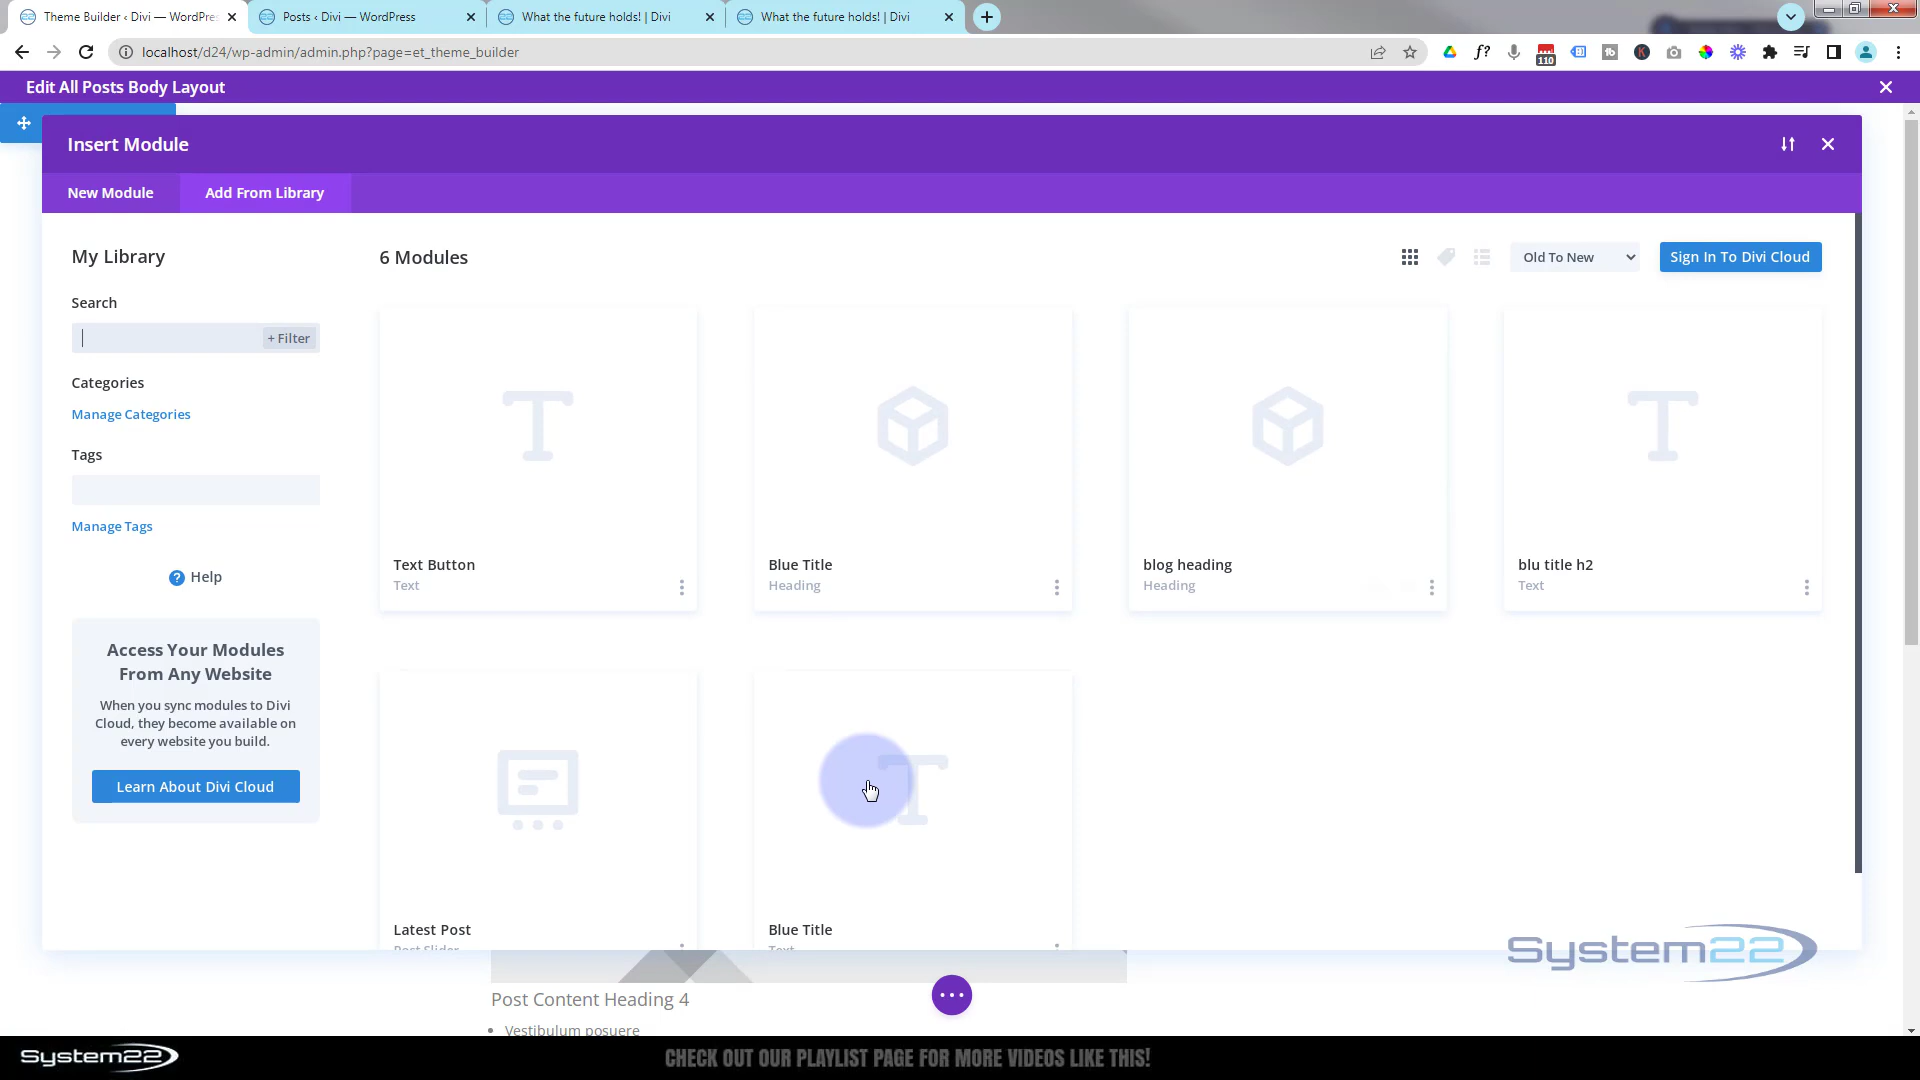 Theme Builder ‹ Divi — WordPres
Posts ‹ Divi — WordPress
What the future holds! | Divi
What the future holds! | Divi
localhost/d24/wp-admin/admin.php?page=et_theme_builder
110
Edit All Posts Body Layout
Insert Module
New Module
Add From Library
My Library
6 Modules
Old To New
Sign In To Divi Cloud
Search
+ Filter
Categories
Manage Categories
Tags
Manage Tags
? Help
Access Your Modules
From Any Website
When you sync modules to Divi
Cloud, they become available on
every website you build.
Learn About Divi Cloud
Text Button
Text
Blue Title
Heading
blog heading
Heading
blu title h2
Text
Latest Post
Post Slider
Blue Title
Text
System22
Post Content Heading 4
Vestibulum posuere
System22
CHECK OUT OUR PLAYLIST PAGE FOR MORE VIDEOS LIKE THIS!